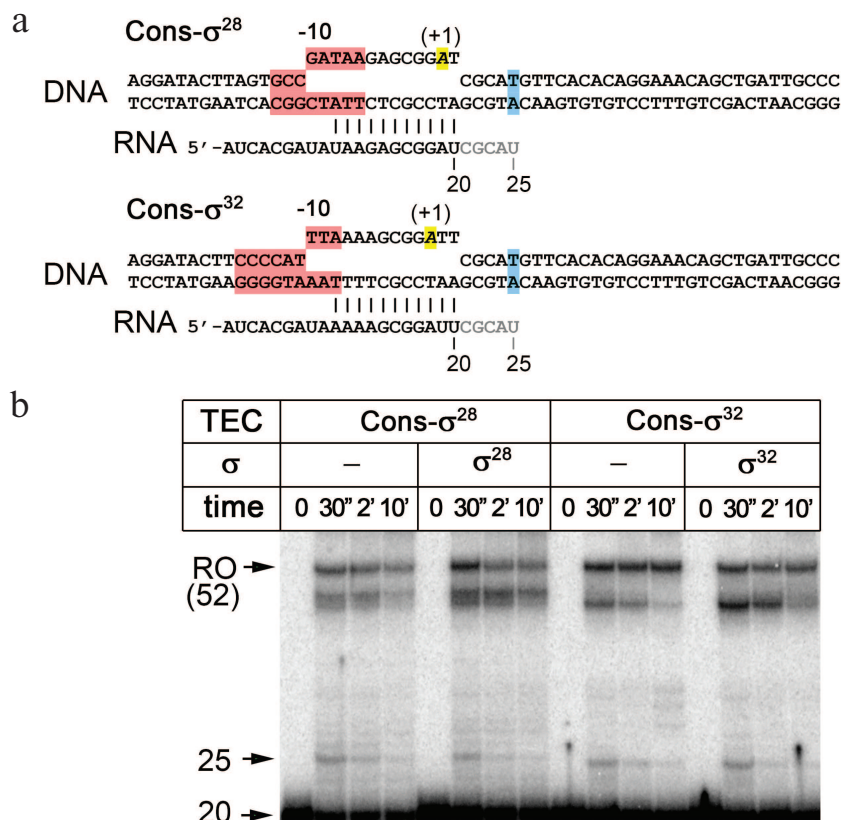 a
Cons-σ²⁸
-10
(+1)
GATAAGAGCGGAT
DNA
AGGATACTTAGTGCC CGCATGTTCACACAGGAAACAGCTGATTGCCC
TCCTATGAATCACGGCTATTCTCGCCTAGCGTACAAGTGTGTCCTTTGTCGACTAACGGG
RNA 5'-AUCACGAUAUAAGAGCGGAUCGCAU
20 25
Cons-σ³²
-10
(+1)
TTAAAAGCGGATT
DNA
AGGATACTTCCCCAT CGCATGTTCACACAGGAAACAGCTGATTGCCC
TCCTATGAAGGGGTAAATTTTCGCCTAAGCGTACAAGTGTGTCCTTTGTCGACTAACGGG
RNA 5'-AUCACGAUAAAAAGCGGAUUCGCAU
20 25
b
TEC Cons-σ²⁸ Cons-σ³²
σ – σ²⁸ – σ³²
time 0 30" 2' 10' 0 30" 2' 10' 0 30" 2' 10' 0 30" 2' 10'
RO
(52)
25
20